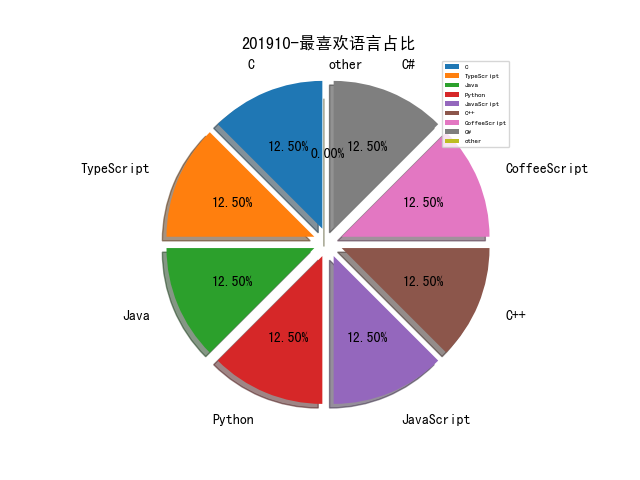 201910-最喜欢语言占比
C
other
C#
TypeScript
CoffeeScript
Java
C++
Python
JavaScript
12.50%
0.00%
12.50%
12.50%
12.50%
12.50%
12.50%
12.50%
12.50%
C
TypeScript
Java
Python
JavaScript
C++
CoffeeScript
C#
other